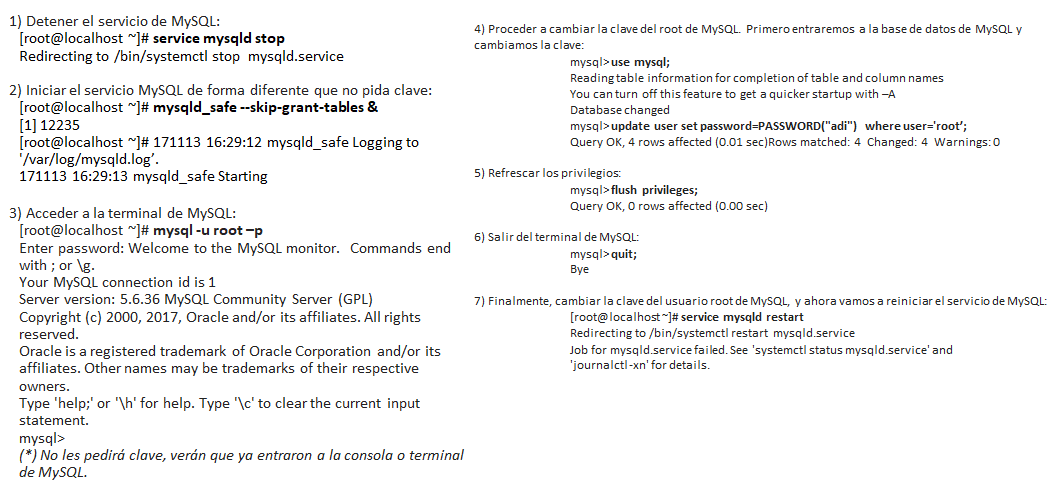 1) Detener el servicio de MySQL:
[root@localhost ~]# service mysqld stop
Redirecting to /bin/systemctl stop  mysqld.service
2) Iniciar el servicio MySQL de forma diferente que no pida clave:
[root@localhost ~]# mysqld_safe --skip-grant-tables &
[1] 12235
[root@localhost ~]# 171113 16:29:12 mysqld_safe Logging to
'/var/log/mysqld.log’.
171113 16:29:13 mysqld_safe Starting
3) Acceder a la terminal de MySQL:
[root@localhost ~]# mysql -u root –p
Enter password: Welcome to the MySQL monitor.  Commands end
with ; or \g.
Your MySQL connection id is 1
Server version: 5.6.36 MySQL Community Server (GPL)
Copyright (c) 2000, 2017, Oracle and/or its affiliates. All rights
reserved.
Oracle is a registered trademark of Oracle Corporation and/or its
affiliates. Other names may be trademarks of their respective
owners.
Type 'help;' or '\h' for help. Type '\c' to clear the current input
statement.
mysql>
(*) No les pedirá clave, verán que ya entraron a la consola o terminal
de MySQL.
4) Proceder a cambiar la clave del root de MySQL.  Primero entraremos a la base de datos de MySQL y
cambiamos la clave:
mysql> use mysql;
Reading table information for completion of table and column names
You can turn off this feature to get a quicker startup with –A
Database changed
mysql> update user set password=PASSWORD("adi")  where user='root’;
Query OK, 4 rows affected (0.01 sec)Rows matched: 4  Changed: 4  Warnings: 0
5) Refrescar los privilegios:
mysql> flush privileges;
Query OK, 0 rows affected (0.00 sec)
6) Salir del terminal de MySQL:
mysql> quit;
Bye
7) Finalmente, cambiar la clave del usuario root de MySQL, y ahora vamos a reiniciar el servicio de MySQL:
[root@localhost ~]# service mysqld restart
Redirecting to /bin/systemctl restart  mysqld.service
Job for mysqld.service failed. See 'systemctl status mysqld.service' and
'journalctl -xn' for details.